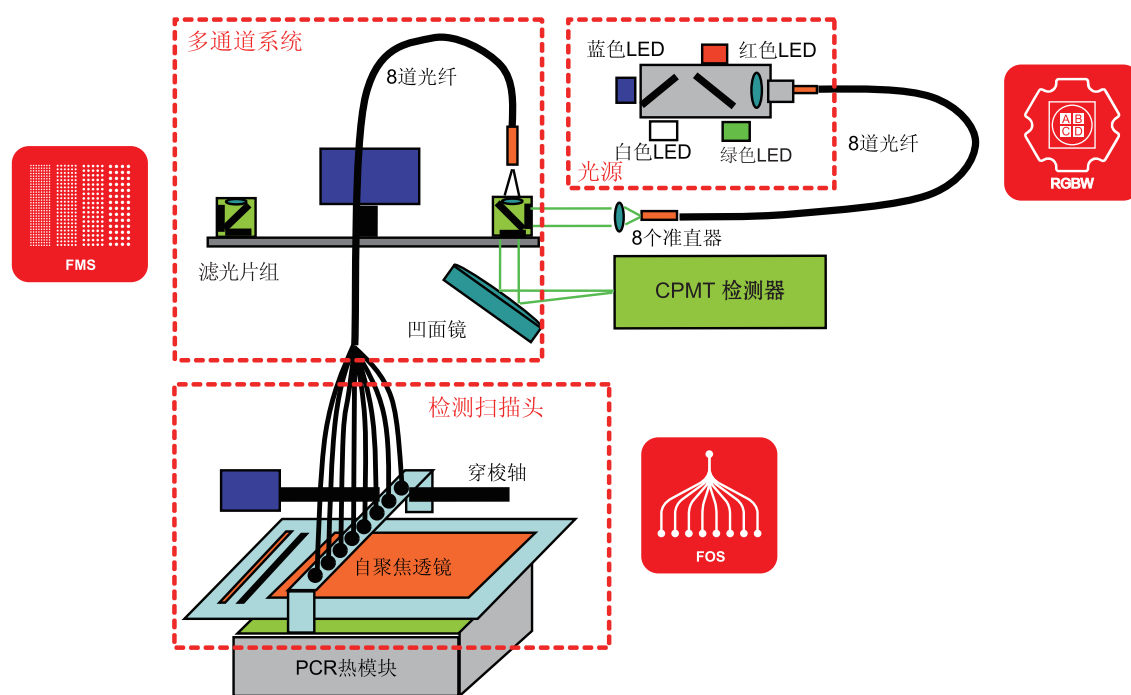 多通道系统
8道光纤
蓝色LED
红色LED
白色LED
绿色LED
光源
8道光纤
A B
C D
RGBW
FMS
滤光片组
8个准直器
CPMT 检测器
凹面镜
检测扫描头
穿梭轴
自聚焦透镜
FOS
PCR热模块